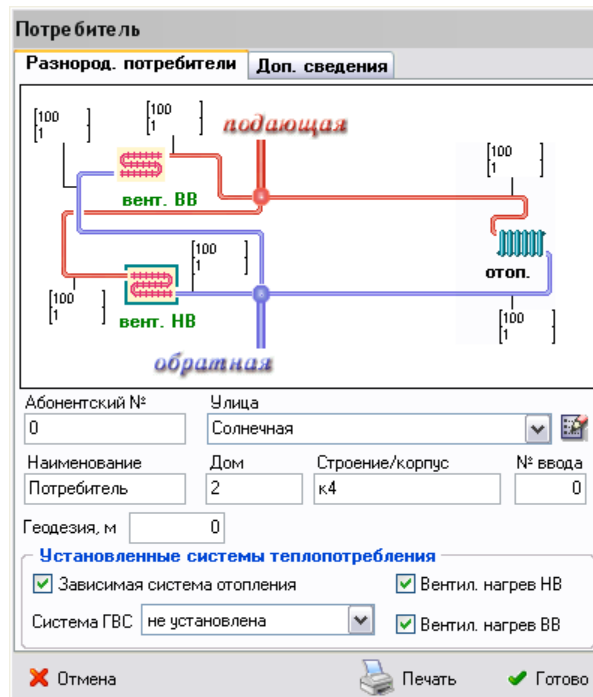 Потребитель
Разнород. потребители Доп. сведения
[100 ] [100 ] подающая
1 1
[100 ]
1
вент. ВВ
[100 ]
1
отоп.
[100 ]
1
вент. НВ
[100 ]
1
обратная
Абонентский № Улица
0 Солнечная
Наименование Дом Строение/корпус № ввода
Потребитель 2 к4 0
Геодезия, м 0
Установленные системы теплопотребления
Зависимая система отопления Вентил. нагрев НВ
Система ГВС не установлена Вентил. нагрев ВВ
Отмена Печать Готово